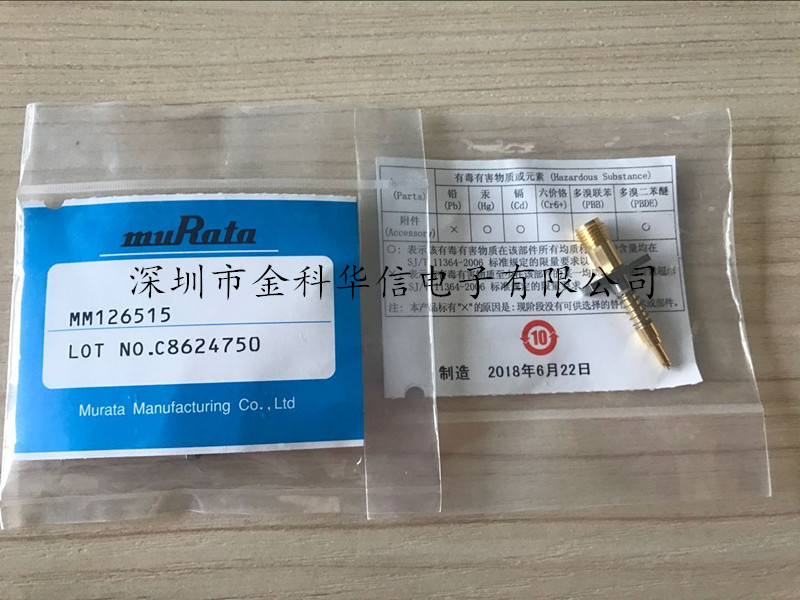 muRata
MM126515
LOT NO.C8624750
Murata Manufacturing Co.,Ltd
有毒有害物质或元素 (Hazardous Substance)
(Parts) 铅 (Pb) 汞 (Hg) 镉 (Cd) 六价铬 (Cr6+) 多溴联苯 (PBB) 多溴二苯醚 (PBDE)
附件 (Accessory) × ○ ○ ○ ○
○: 表示该有毒有害物质在该部件所有均质 含量均在
SJ/T 11364-2006 标准规定的限量要求以
深圳市金科华信电子有限公司
SJ/T 11364-2006 标准规定的限量要求
注: 本产品标有"×"的原因是:现阶段没有可供选择的替 或部件。
10
制造 2018年6月22日